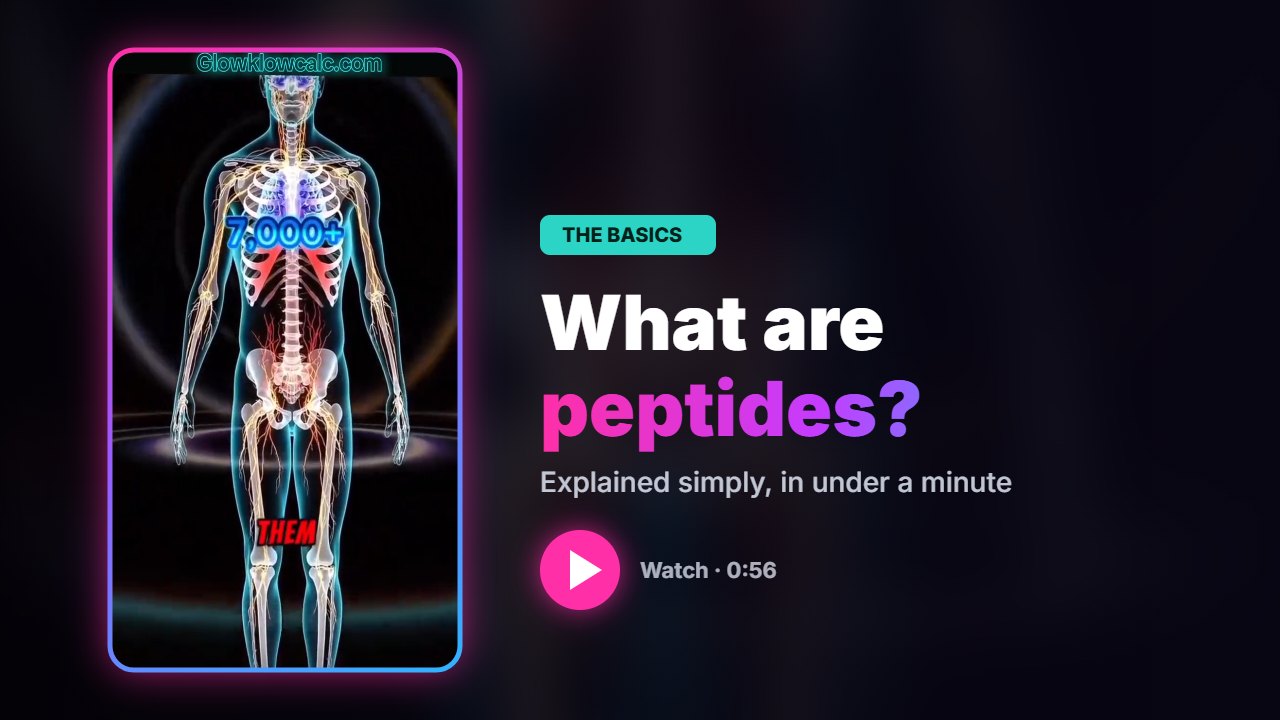 Glowklowcalc.com
7,000+
THEM
THE BASICS
What are
peptides?
Explained simply, in under a minute
Watch · 0:56